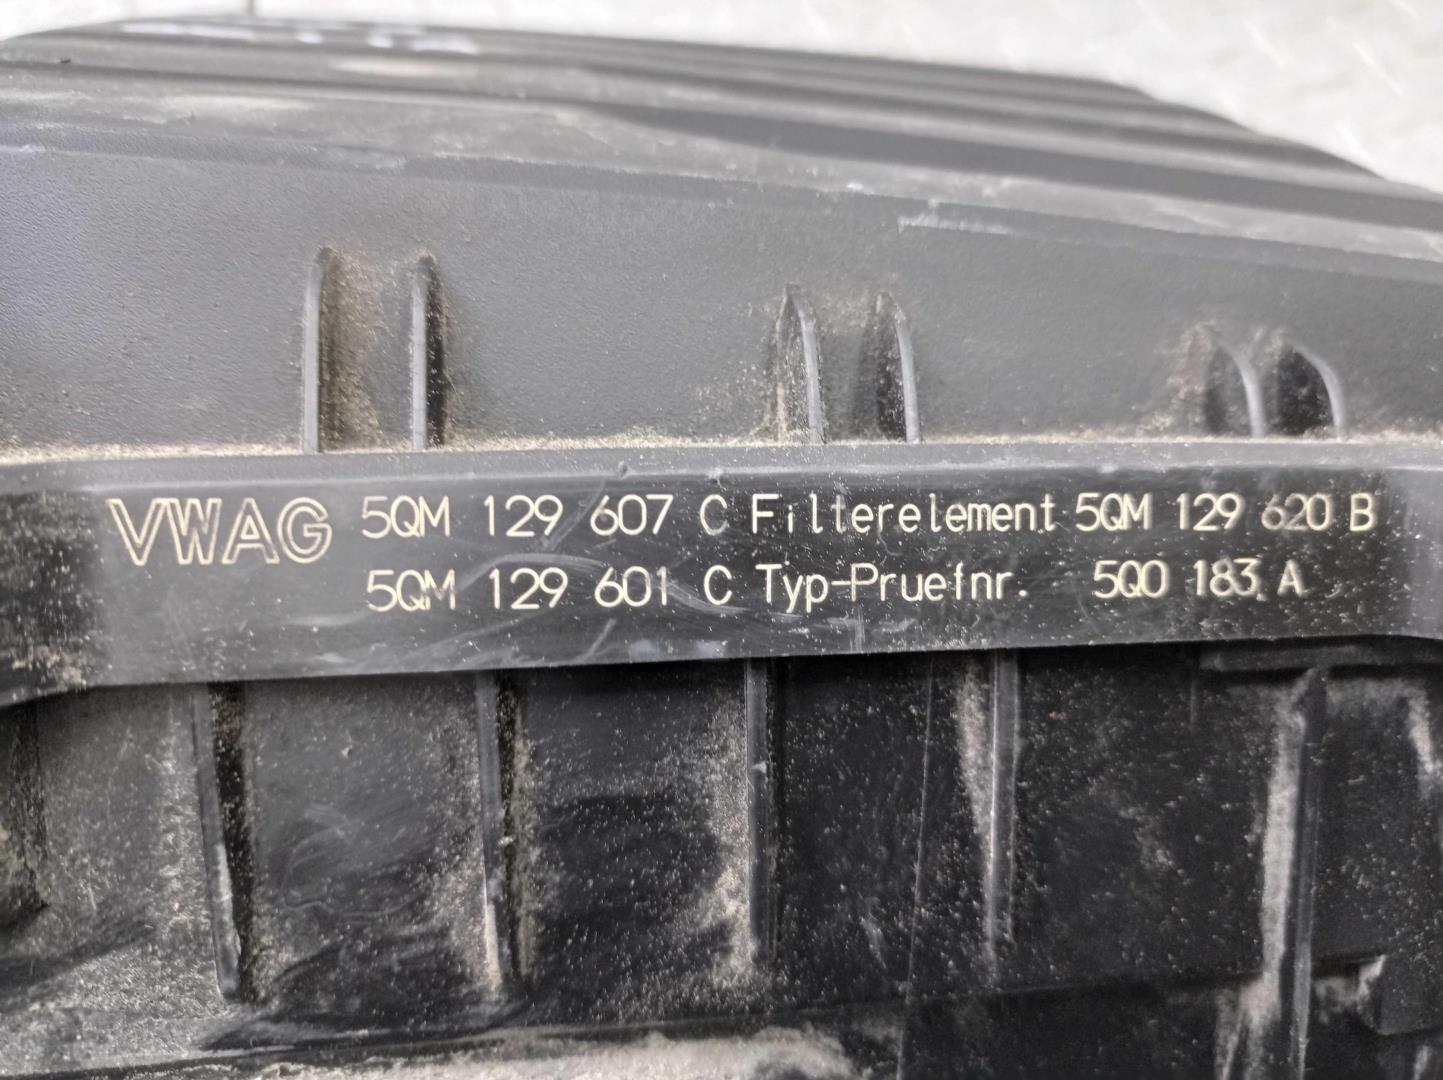 VWAG 5QM 129 607 C Filterelement 5QM 129 620 B
5QM 129 601 C Typ-Pruefnr. 5Q0 183 A